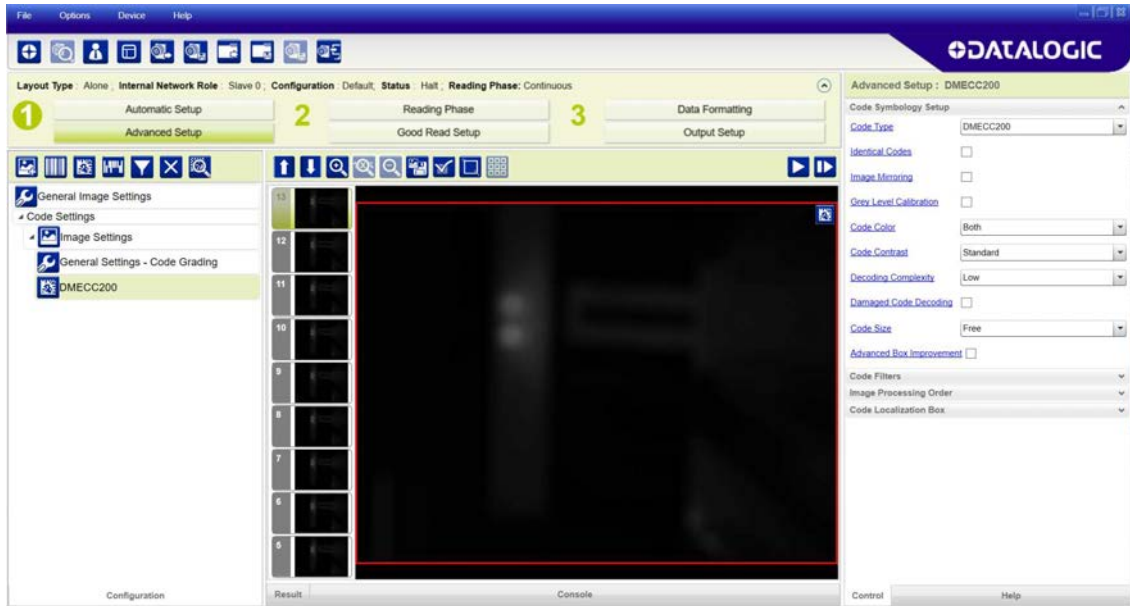 File Options Device Help
DATALOGIC
Layout Type : Alone ; Internal Network Role : Slave 0 ; Configuration : Default; Status : Halt ; Reading Phase: Continuous
1
Automatic Setup
Advanced Setup
2
Reading Phase
Good Read Setup
3
Data Formatting
Output Setup
General Image Settings
Code Settings
Image Settings
General Settings - Code Grading
DMECC200
Configuration
13
12
11
10
9
8
7
6
5
Result Console
Advanced Setup : DMECC200
Code Symbology Setup
Code Type DMECC200
Identical Codes
Image Mirroring
Grey Level Calibration
Code Color Both
Code Contrast Standard
Decoding Complexity Low
Damaged Code Decoding
Code Size Free
Advanced Box Improvement
Code Filters
Image Processing Order
Code Localization Box
Control Help